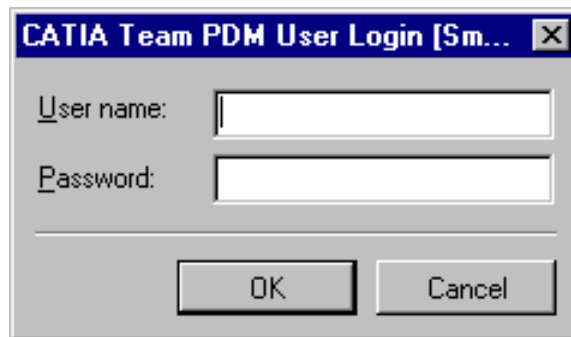 CATIA Team PDM User Login [Sm...
User name:
Password:
OK Cancel